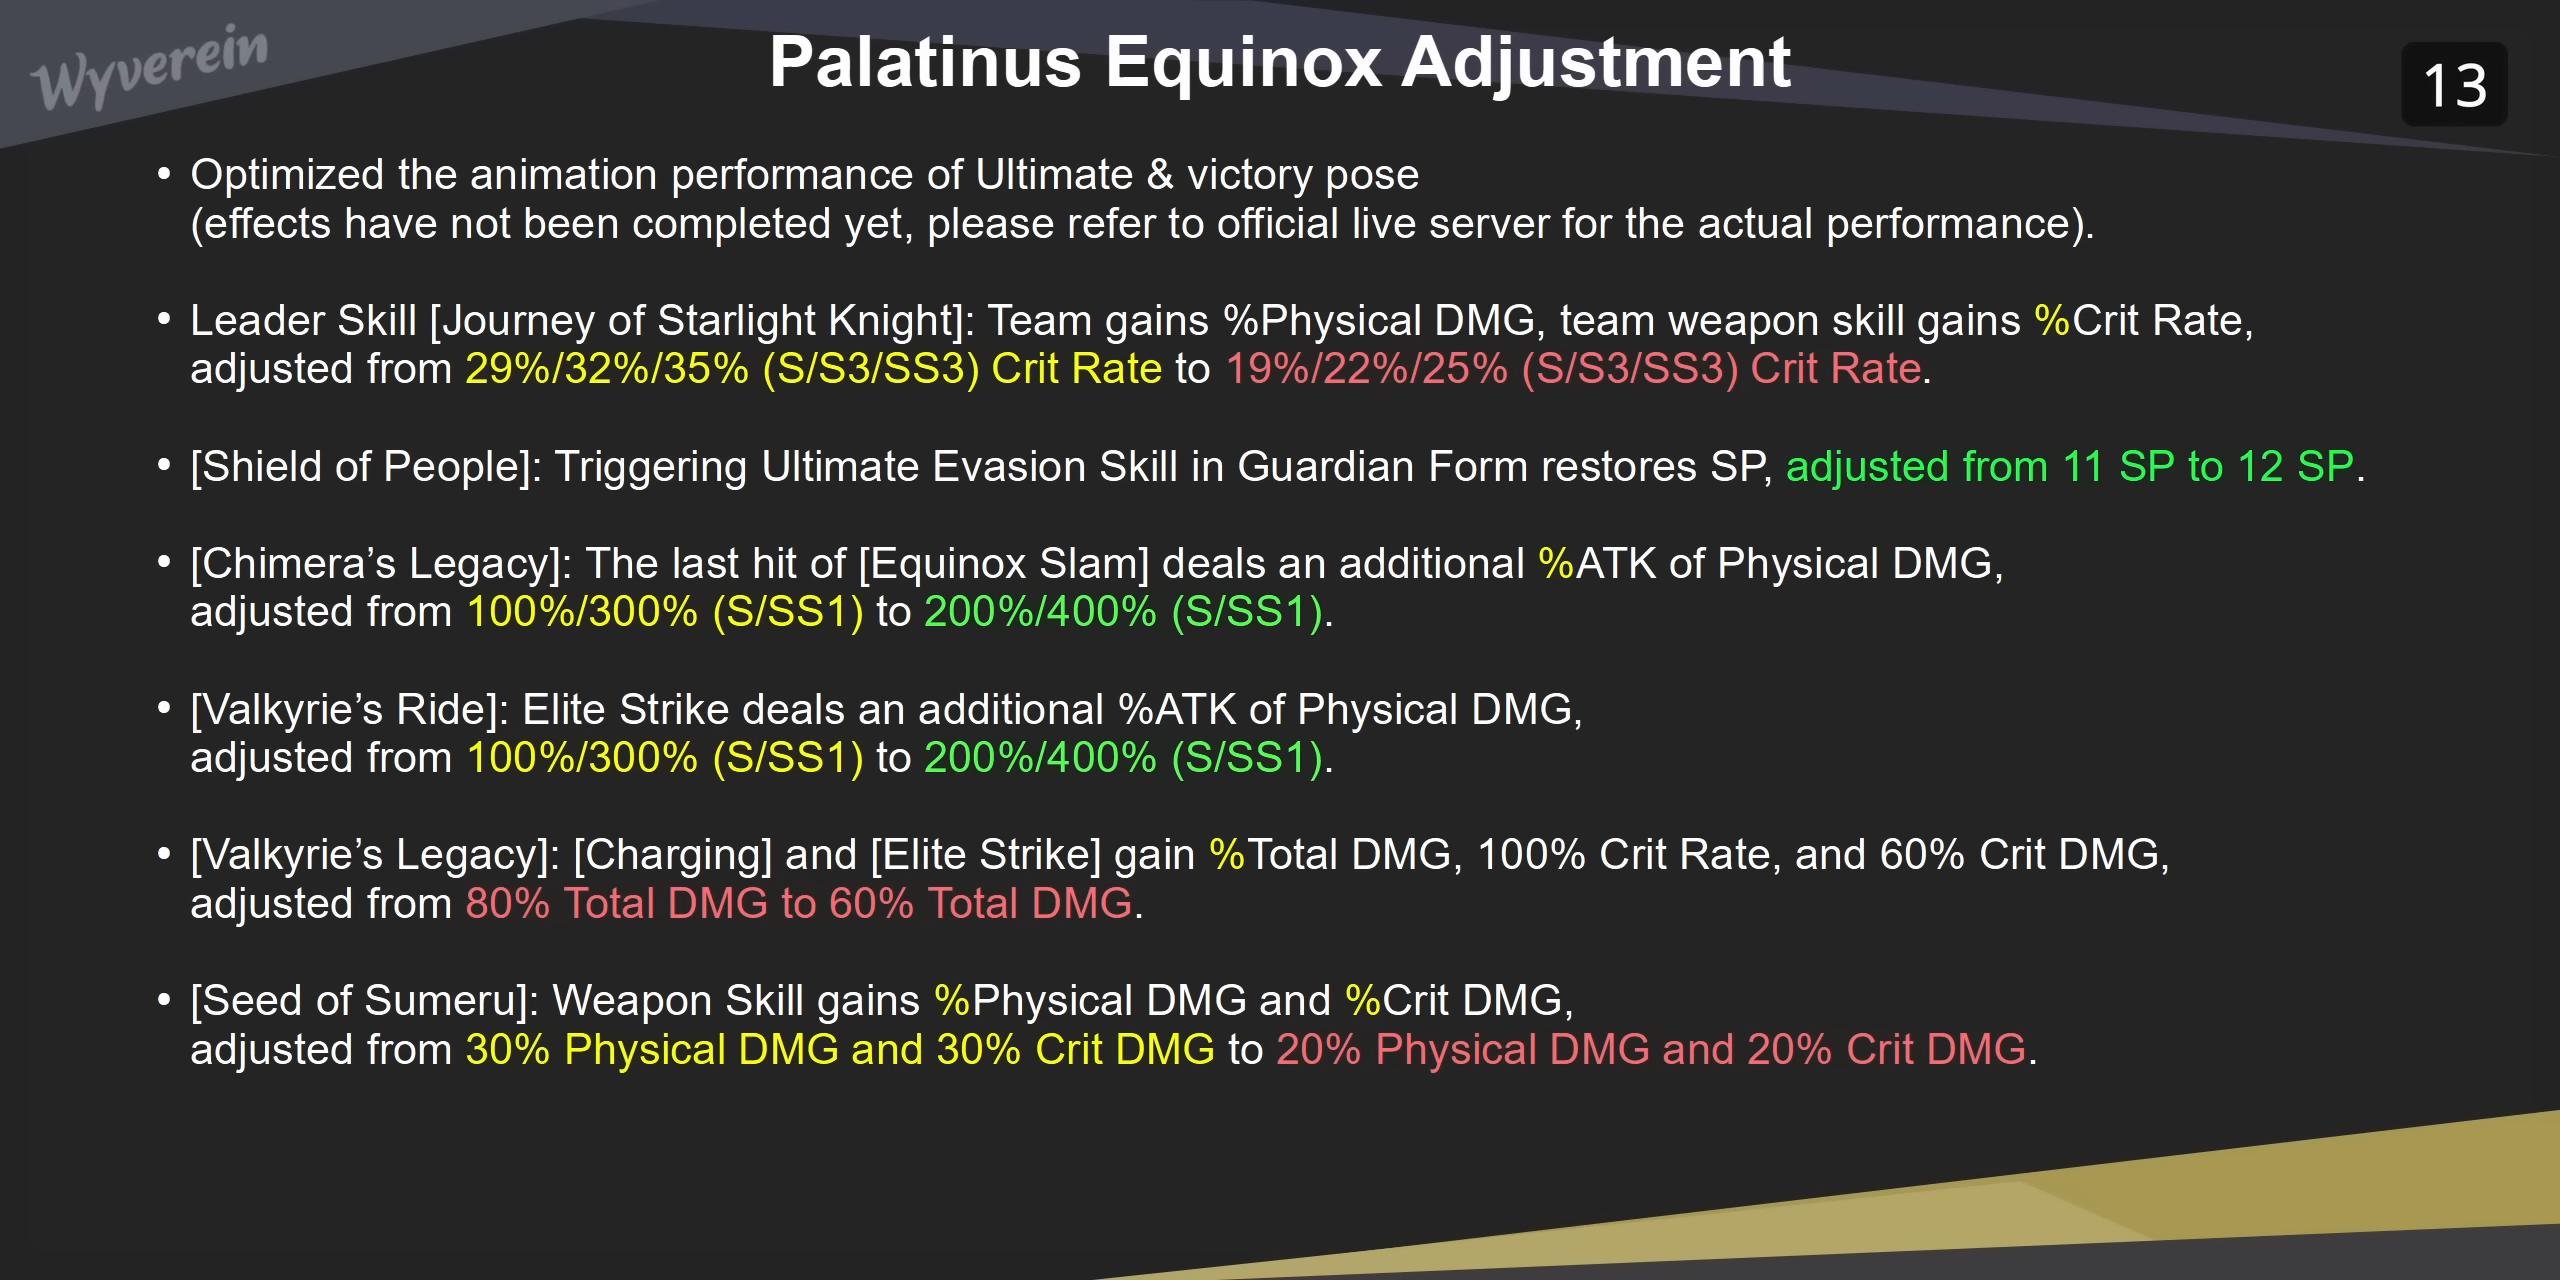 Wyverein
Palatinus Equinox Adjustment
13
• Optimized the animation performance of Ultimate & victory pose
(effects have not been completed yet, please refer to official live server for the actual performance).
• Leader Skill [Journey of Starlight Knight]: Team gains %Physical DMG, team weapon skill gains %Crit Rate,
adjusted from 29%/32%/35% (S/S3/SS3) Crit Rate to 19%/22%/25% (S/S3/SS3) Crit Rate.
• [Shield of People]: Triggering Ultimate Evasion Skill in Guardian Form restores SP, adjusted from 11 SP to 12 SP.
• [Chimera’s Legacy]: The last hit of [Equinox Slam] deals an additional %ATK of Physical DMG,
adjusted from 100%/300% (S/SS1) to 200%/400% (S/SS1).
• [Valkyrie’s Ride]: Elite Strike deals an additional %ATK of Physical DMG,
adjusted from 100%/300% (S/SS1) to 200%/400% (S/SS1).
• [Valkyrie’s Legacy]: [Charging] and [Elite Strike] gain %Total DMG, 100% Crit Rate, and 60% Crit DMG,
adjusted from 80% Total DMG to 60% Total DMG.
• [Seed of Sumeru]: Weapon Skill gains %Physical DMG and %Crit DMG,
adjusted from 30% Physical DMG and 30% Crit DMG to 20% Physical DMG and 20% Crit DMG.